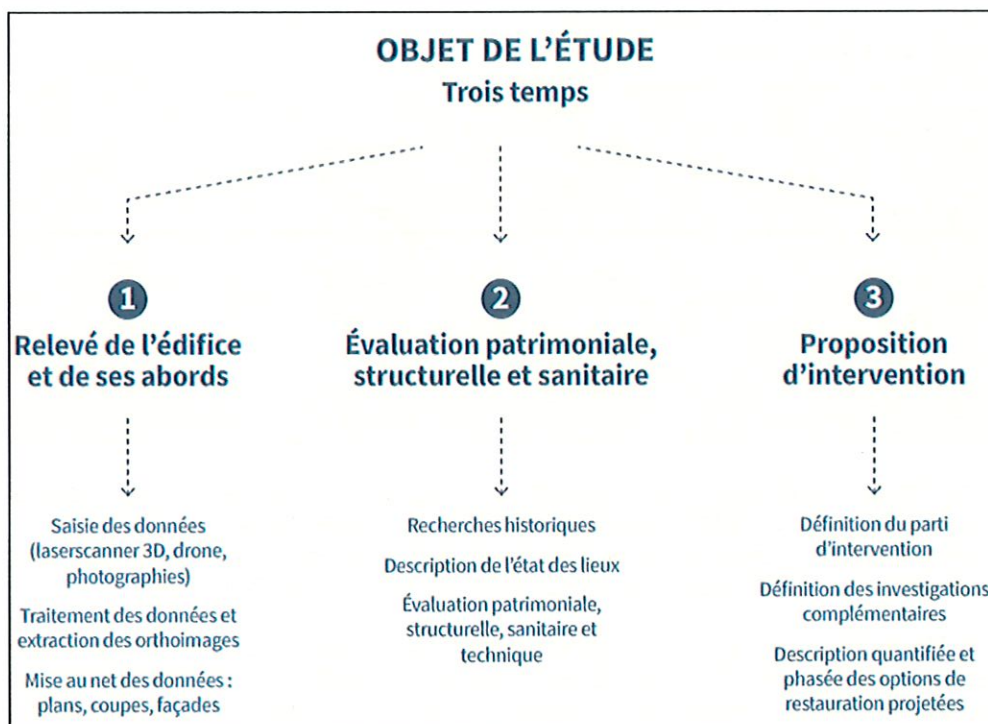 OBJET DE L'ÉTUDE
Trois temps
1
Relevé de l'édifice
et de ses abords
Saisie des données
(laserscanner 3D, drone,
photographies)
Traitement des données et
extraction des orthoimages
Mise au net des données :
plans, coupes, façades
2
Évaluation patrimoniale,
structurelle et sanitaire
Recherches historiques
Description de l'état des lieux
Évaluation patrimoniale,
structurelle, sanitaire et
technique
3
Proposition
d'intervention
Définition du parti
d'intervention
Définition des investigations
complémentaires
Description quantifiée et
phasée des options de
restauration projetées